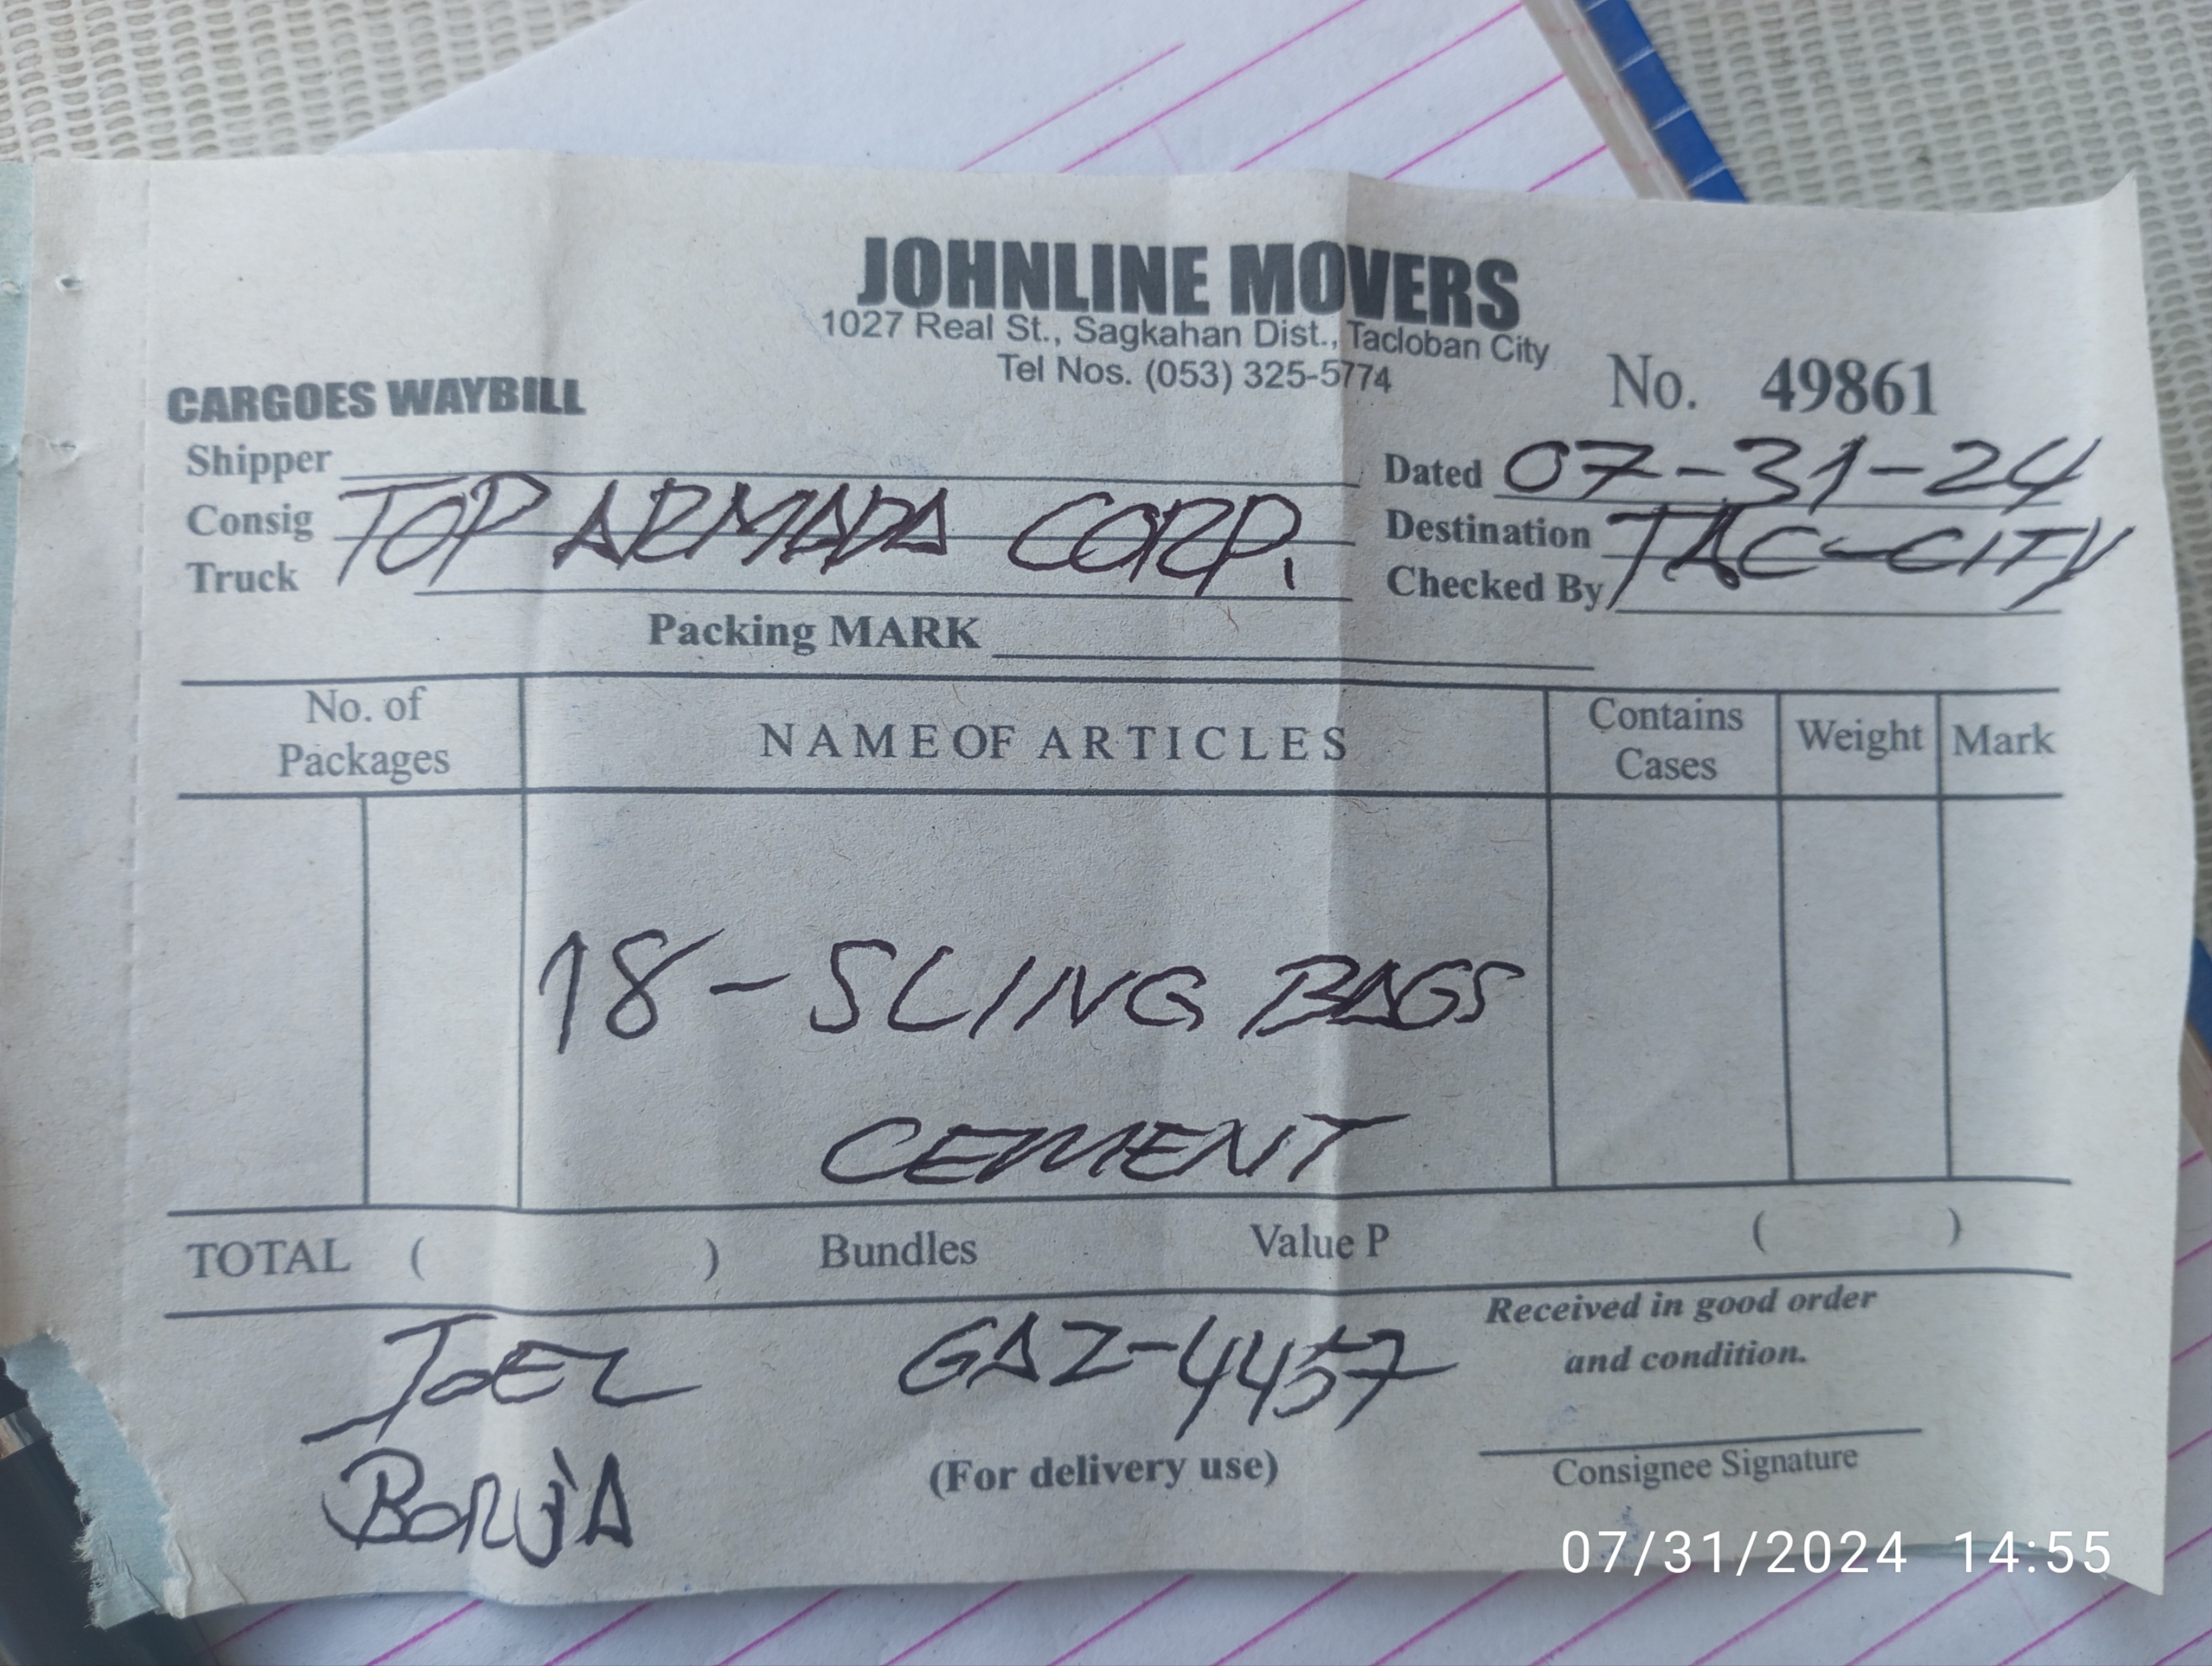 JOHNLINE MOVERS
1027 Real St., Sagkahan Dist., Tacloban City
Tel Nos. (053) 325-5774
CARGOES WAYBILL
No. 49861
Shipper
Dated 07-31-24
Consig TOP ARMADA CORP.
Destination TAC-CITY
Truck
Checked By
Packing MARK
No. of Packages
NAME OF ARTICLES
Contains Cases
Weight
Mark
18-SLING BAGS
CEMENT
TOTAL ( ) Bundles Value P ( )
JOEL
BORJA
GAZ-4457
(For delivery use)
Received in good order
and condition.
Consignee Signature
07/31/2024 14:55